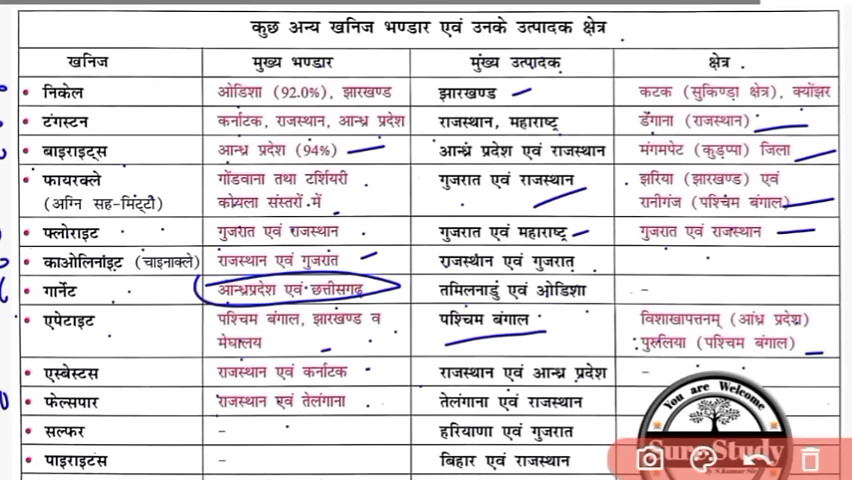 कुछ अन्य खनिज भण्डार एवं उनके उत्पादक क्षेत्र
खनिज मुख्य भण्डार मुख्य उत्पादक क्षेत्र
• निकेल ओडिशा (92.0%), झारखण्ड झारखण्ड कटक (सुकिण्ड़ा क्षेत्र), क्योंझर
• टंगस्टन कर्नाटक, राजस्थान, आन्ध्र प्रदेश राजस्थान, महाराष्ट्र डेंगाना (राजस्थान)
• बाइराइट्स आन्ध्र प्रदेश (94%) आन्ध्र प्रदेश एवं राजस्थान मंगमपेट (कुड़प्पा) जिला
• फायरक्ले गोंडवाना तथा टर्शियरी गुजरात एवं राजस्थान झरिया (झारखण्ड) एवं
(अग्नि सह-मिट्टी) कोयला संस्तरों में रानीगंज (पश्चिम बंगाल)
• फ्लोराइट गुजरात एवं राजस्थान गुजरात एवं महाराष्ट्र गुजरात एवं राजस्थान
• काओलिनाइट (चाइनाक्ले) राजस्थान एवं गुजरात राजस्थान एवं गुजरात
• गार्नेट आन्ध्रप्रदेश एवं छत्तीसगढ़ तमिलनाडु एवं ओडिशा -
• एपेटाइट पश्चिम बंगाल, झारखण्ड व पश्चिम बंगाल विशाखापत्तनम् (आंध्र प्रदेश)
मेघालय पुरुलिया (पश्चिम बंगाल)
• एस्बेस्टस राजस्थान एवं कर्नाटक राजस्थान एवं आन्ध्र प्रदेश -
• फेल्सपार राजस्थान एवं तेलंगाना तेलंगाना एवं राजस्थान
• सल्फर - हरियाणा एवं गुजरात
• पाइराइटस - बिहार एवं राजस्थान
You are Welcome
Sure Study
By S.Kumar Sir